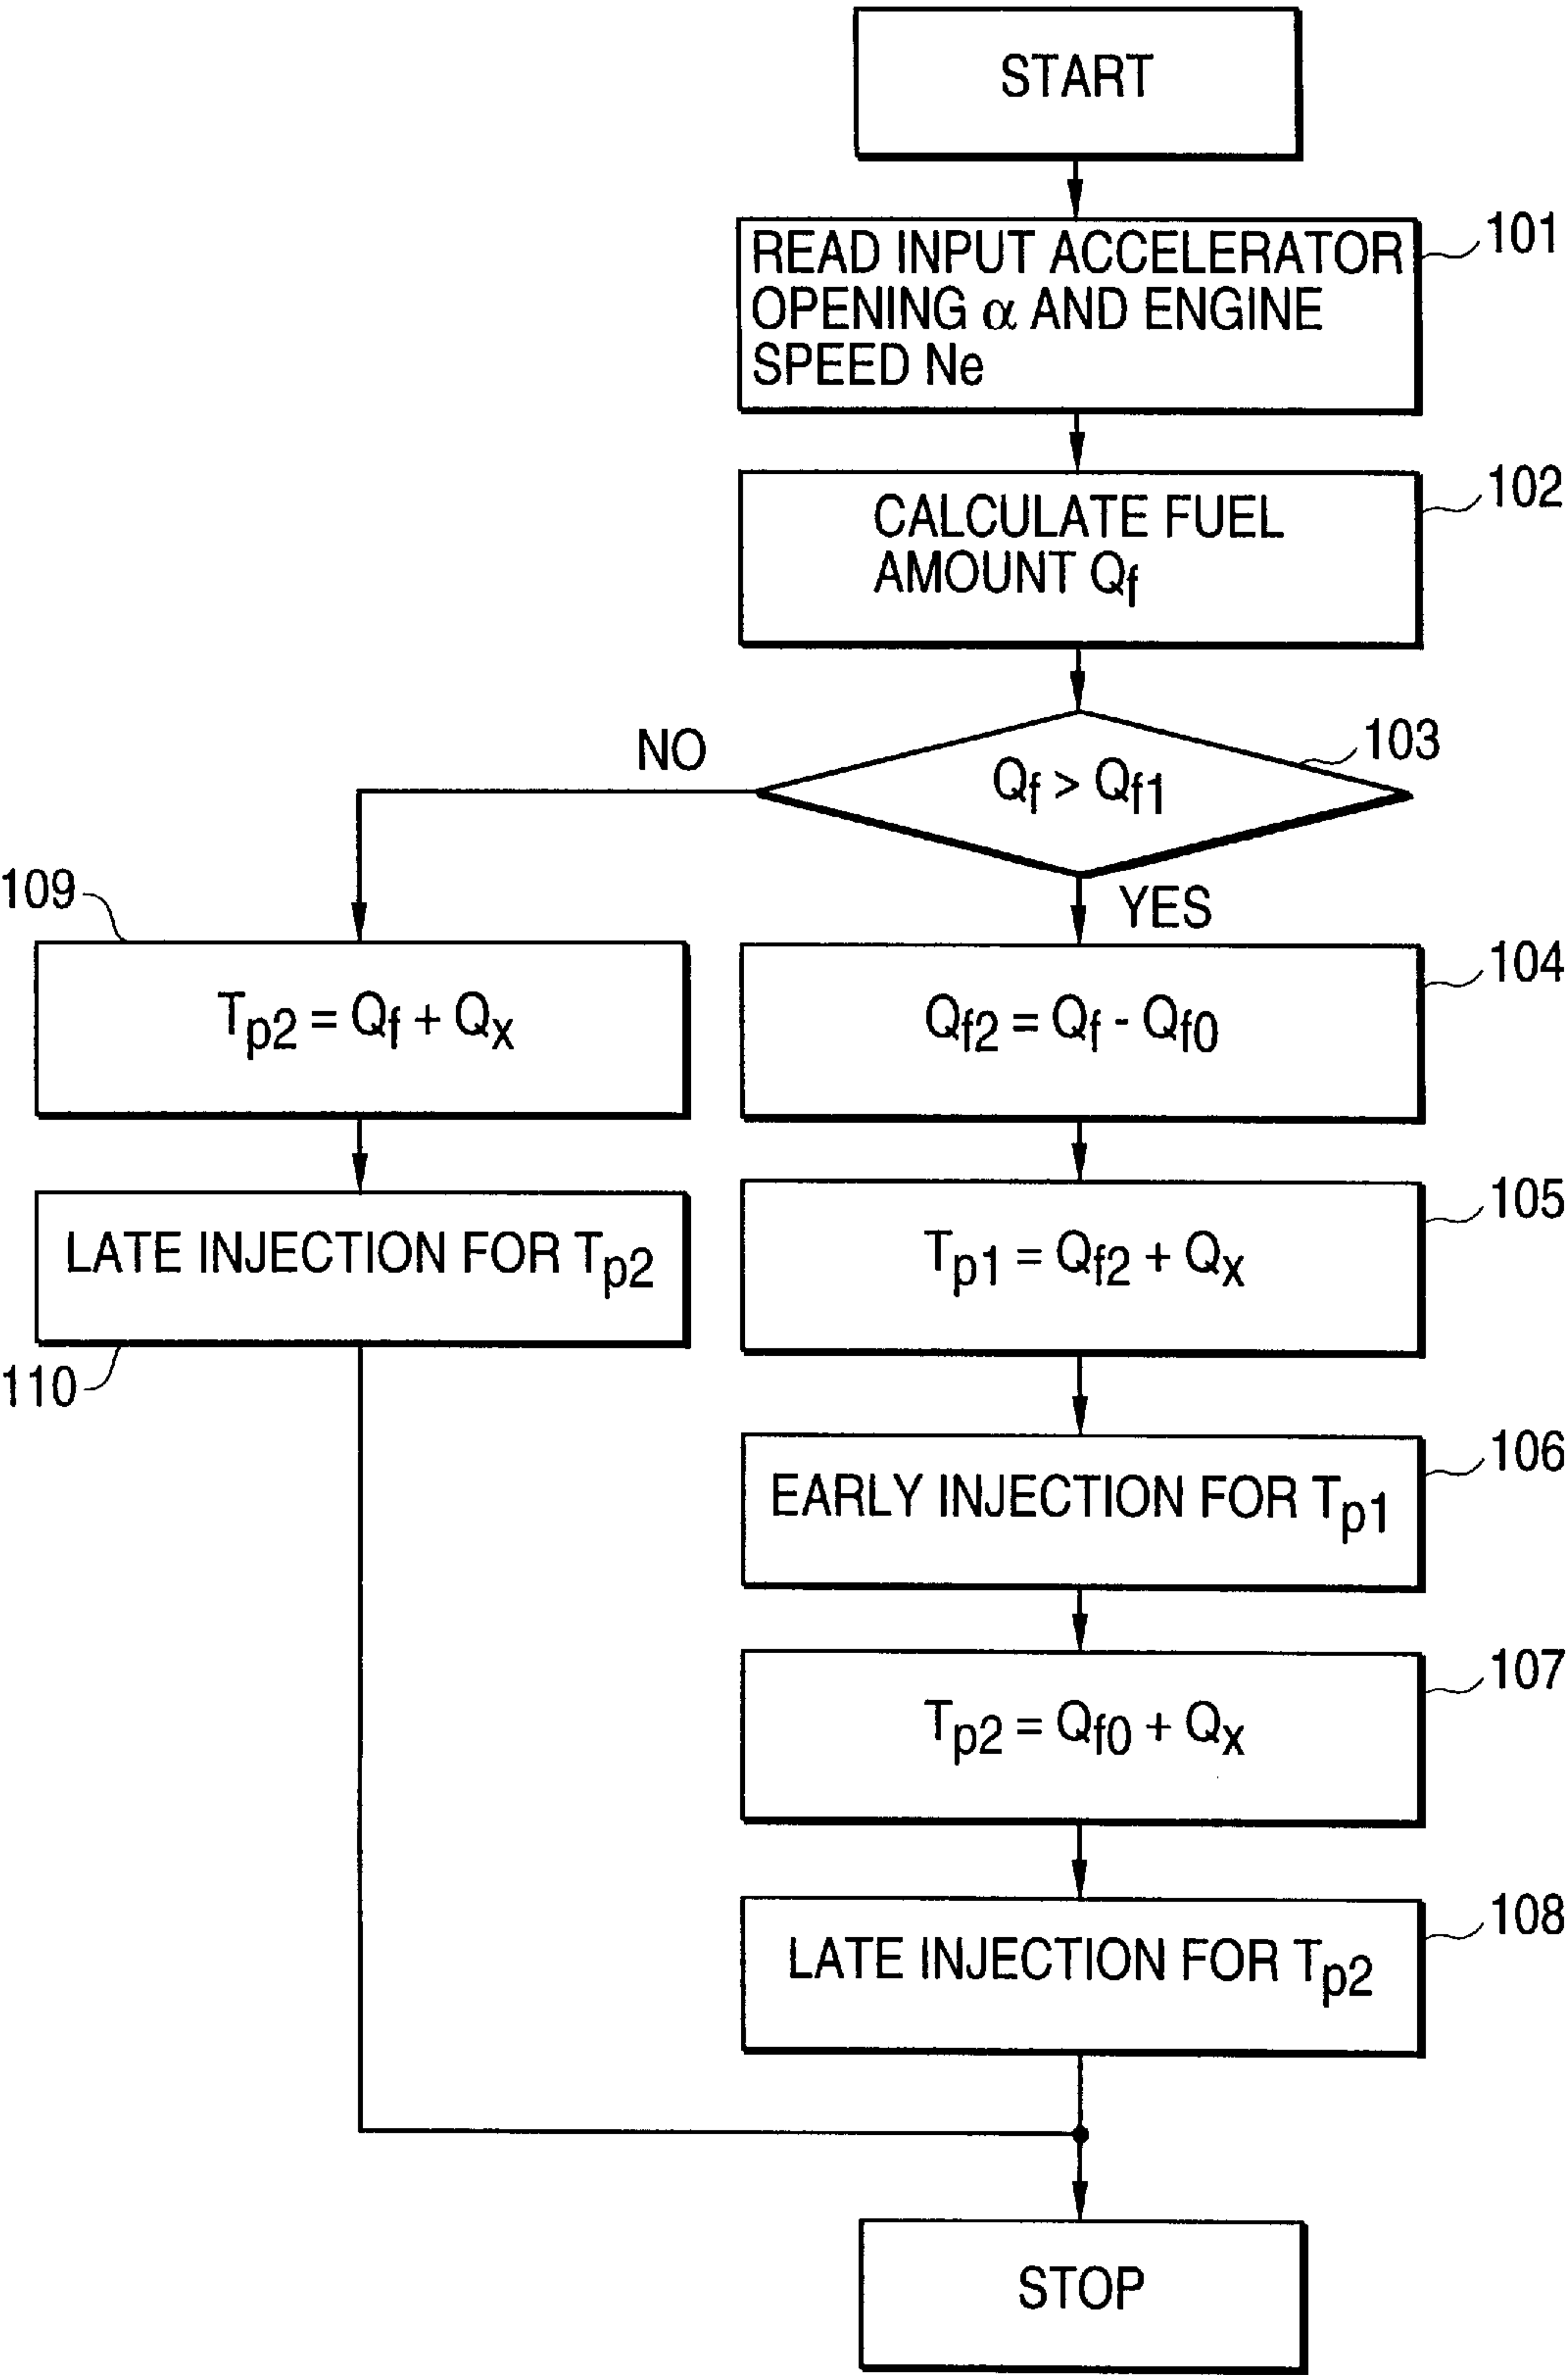 START
READ INPUT ACCELERATOR
OPENING α AND ENGINE
SPEED Ne
101
CALCULATE FUEL
AMOUNT Qf
102
Qf > Qf1
103
NO
YES
109
Tp2 = Qf + Qx
Qf2 = Qf - Qf0
104
LATE INJECTION FOR Tp2
110
Tp1 = Qf2 + Qx
105
EARLY INJECTION FOR Tp1
106
Tp2 = Qf0 + Qx
107
LATE INJECTION FOR Tp2
108
STOP